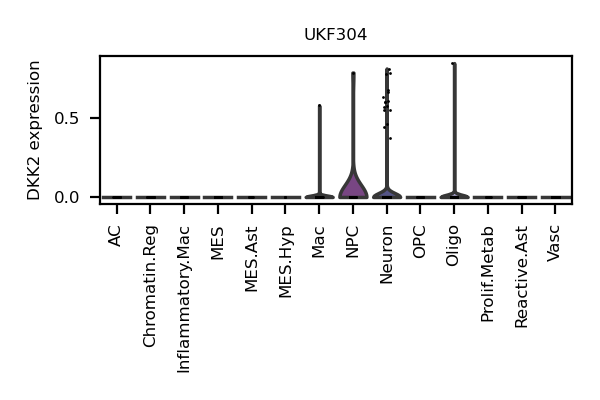 UKF304
DKK2 expression
0.5
0.0
AC
Chromatin.Reg
Inflammatory.Mac
MES
MES.Ast
MES.Hyp
Mac
NPC
Neuron
OPC
Oligo
Prolif.Metab
Reactive.Ast
Vasc